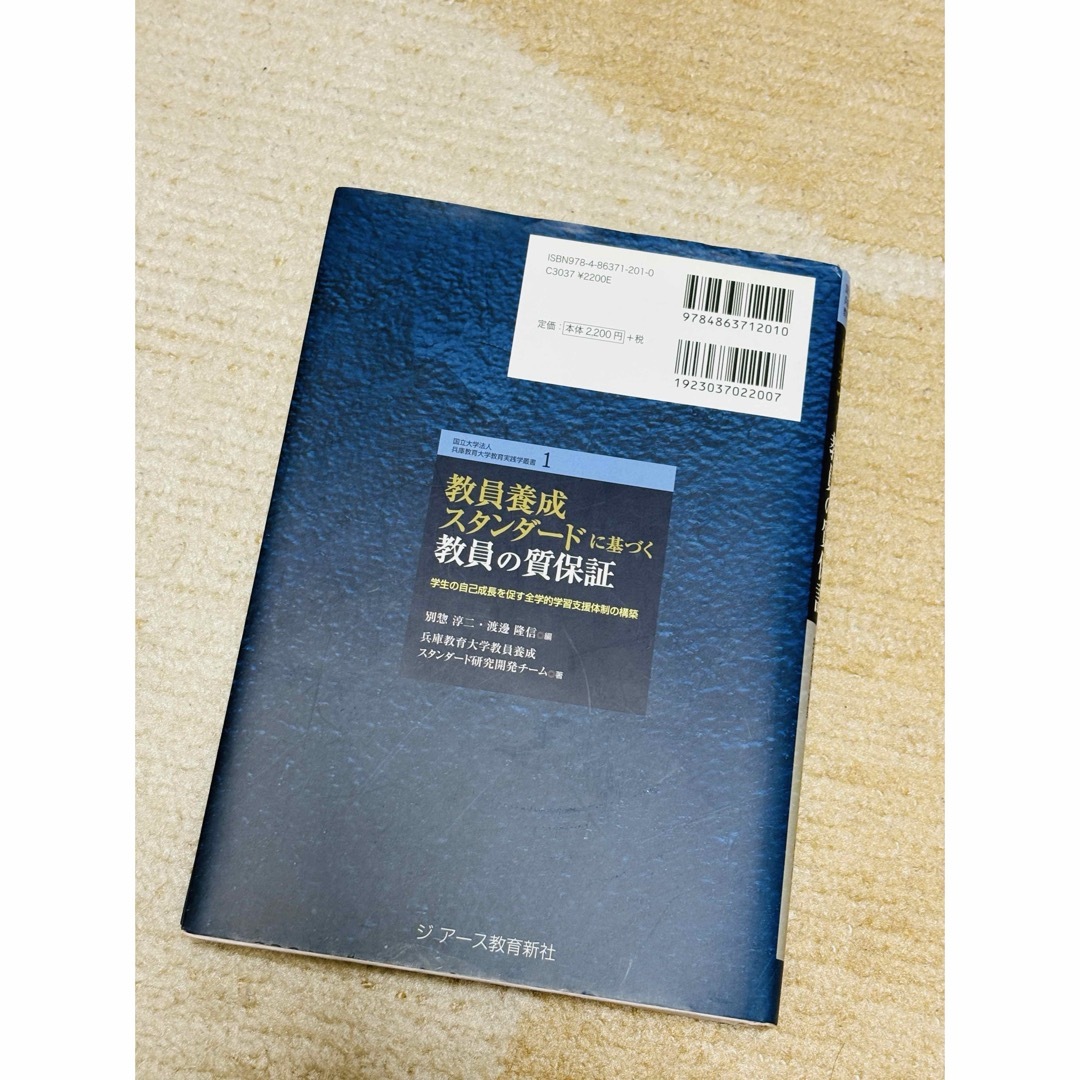 ISBN978-4-86371-201-0
C3037 ¥2200E
定価：本体2,200円+税
9784863712010
1923037022007
国立大学法人
兵庫教育大学教育実践学叢書 1
教員養成
スタンダードに基づく
教員の質保証
学生の自己成長を促す全学的学習支援体制の構築
別惣 淳二・渡邊 隆信◎編
兵庫教育大学教員養成
スタンダード研究開発チーム◎著
ジ アース教育新社